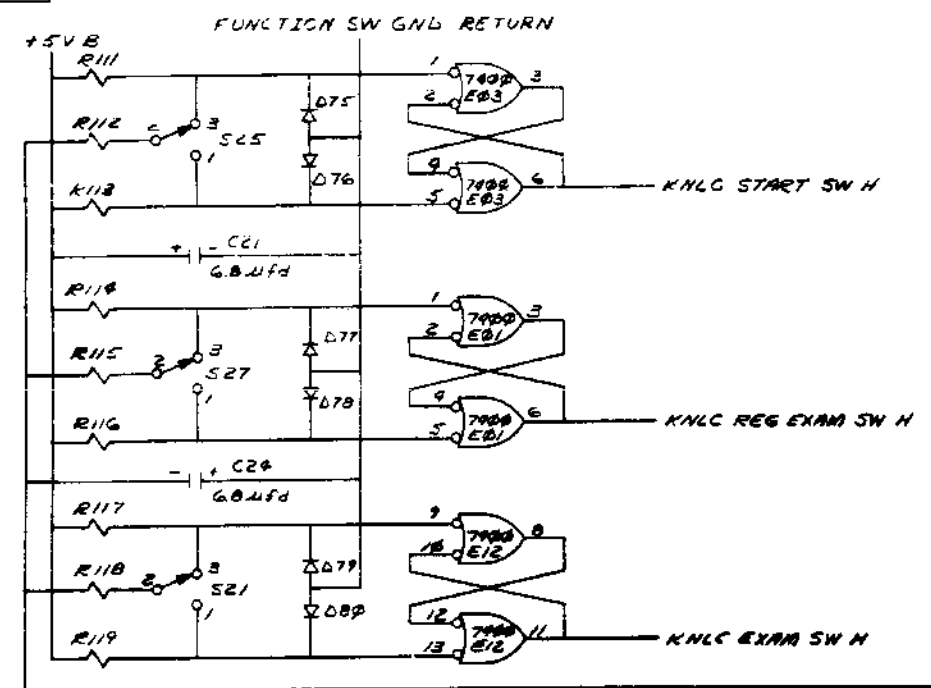 FUNCTION SW GND RETURN
+5V B
R111
1
7400
E03
3
2
D75
R112
2
3
S25
1
D76
4
7400
E03
6
5
KNLC START SW H
R113
+
-
C21
6.8 µfd
R114
1
7400
E01
3
2
D77
R115
2
3
S27
1
D78
4
7400
E01
6
5
KNLC REG EXAM SW H
R116
-
+
C24
6.8 µfd
R117
9
7400
E12
8
10
D79
R118
2
3
S21
1
D80
12
7400
E12
11
13
KNLC EXAM SW H
R119